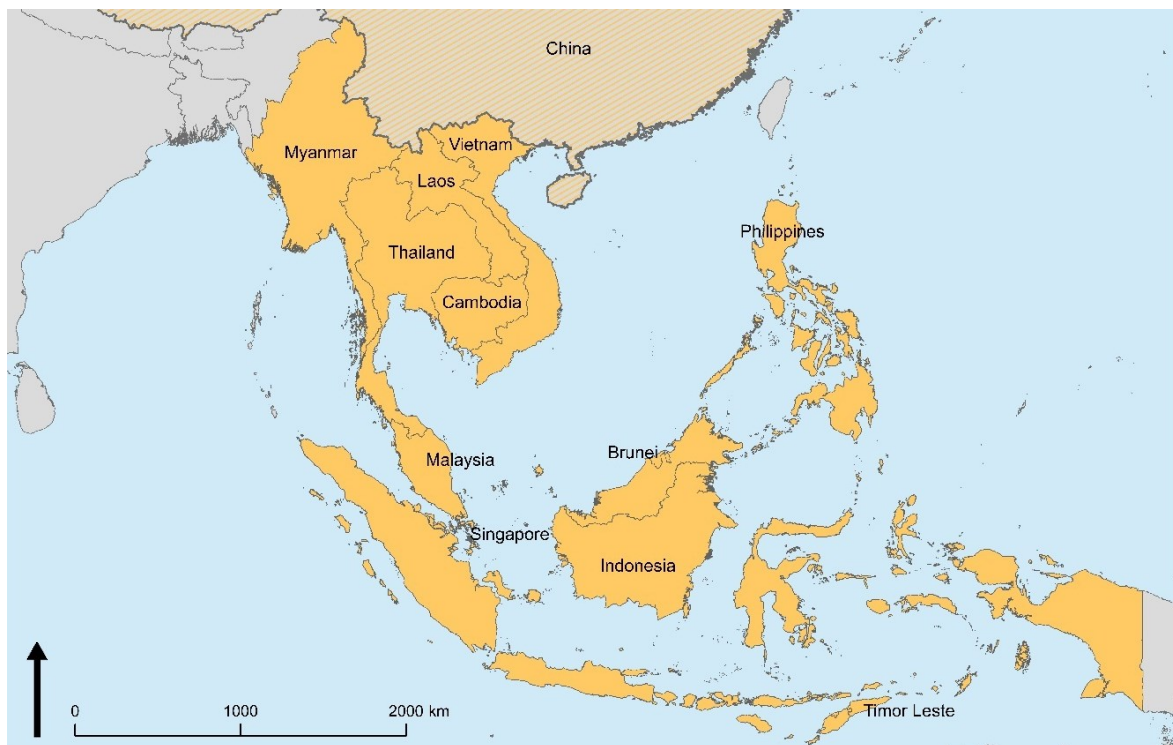 China
Myanmar
Vietnam
Laos
Philippines
Thailand
Cambodia
Brunei
Malaysia
Singapore
Indonesia
Timor Leste
0 1000 2000 km